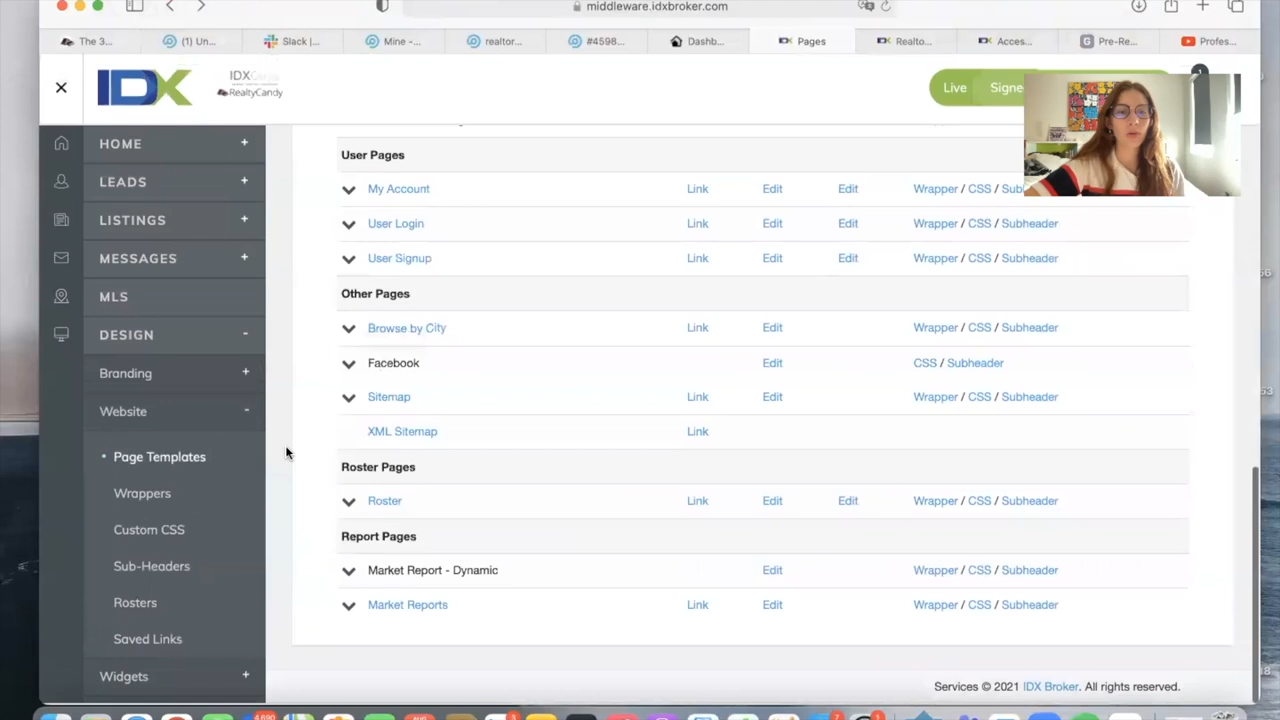 middleware.idxbroker.com
The 3...
(1) Un...
Slack |...
Mine -...
realtor...
#4598...
Dashb...
Pages
Realto...
Acces...
Pre-Re...
Profes...
IDX
IDX
RealtyCandy
Live
Signe
1
HOME +
LEADS +
LISTINGS +
MESSAGES +
MLS
DESIGN -
Branding +
Website -
• Page Templates
Wrappers
Custom CSS
Sub-Headers
Rosters
Saved Links
Widgets +
User Pages
My Account Link Edit Edit Wrapper / CSS / Sub
User Login Link Edit Edit Wrapper / CSS / Subheader
User Signup Link Edit Edit Wrapper / CSS / Subheader
Other Pages
Browse by City Link Edit Wrapper / CSS / Subheader
Facebook Edit CSS / Subheader
Sitemap Link Edit Wrapper / CSS / Subheader
XML Sitemap Link
Roster Pages
Roster Link Edit Edit Wrapper / CSS / Subheader
Report Pages
Market Report - Dynamic Edit Wrapper / CSS / Subheader
Market Reports Link Edit Wrapper / CSS / Subheader
Services © 2021 IDX Broker. All rights reserved.
4,690
AUG